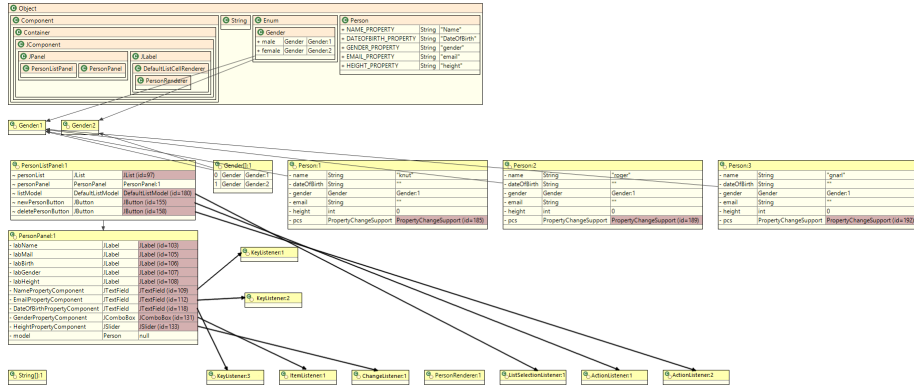 Object
Component
Container
JComponent
JPanel
PersonListPanel
PersonPanel
JLabel
DefaultListCellRenderer
PersonRenderer
String
Enum
Gender
+ male Gender Gender:1
+ female Gender Gender:2
Person
+ NAME_PROPERTY String "Name"
+ DATEOFBIRTH_PROPERTY String "DateOfBirth"
+ GENDER_PROPERTY String "gender"
+ EMAIL_PROPERTY String "email"
+ HEIGHT_PROPERTY String "height"
Gender:1
Gender:2
PersonListPanel:1
~ personList JList JList (id=97)
~ personPanel PersonPanel PersonPanel:1
~ listModel DefaultListModel DefaultListModel (id=180)
~ newPersonButton JButton JButton (id=155)
~ deletePersonButton JButton JButton (id=158)
Gender[]:1
0 Gender Gender:1
1 Gender Gender:2
Person:1
- name String "knut"
- dateOfBirth String ""
- gender Gender Gender:1
- email String ""
- height int 0
- pcs PropertyChangeSupport PropertyChangeSupport (id=185)
Person:2
- name String "roger"
- dateOfBirth String ""
- gender Gender Gender:1
- email String ""
- height int 0
- pcs PropertyChangeSupport PropertyChangeSupport (id=189)
Person:3
- name String "gnarl"
- dateOfBirth String ""
- gender Gender Gender:1
- email String ""
- height int 0
- pcs PropertyChangeSupport PropertyChangeSupport (id=192)
PersonPanel:1
- labName JLabel JLabel (id=103)
- labMail JLabel JLabel (id=105)
- labBirth JLabel JLabel (id=106)
- labGender JLabel JLabel (id=107)
- labHeight JLabel JLabel (id=108)
- NamePropertyComponent JTextField JTextField (id=109)
- EmailPropertyComponent JTextField JTextField (id=112)
- DateOfBirthPropertyComponent JTextField JTextField (id=118)
- GenderPropertyComponent JComboBox JComboBox (id=131)
- HeightPropertyComponent JSlider JSlider (id=133)
- model Person null
KeyListener:1
KeyListener:2
String[]:1
KeyListener:3
ItemListener:1
ChangeListener:1
PersonRenderer:1
ListSelectionListener:1
ActionListener:1
ActionListener:2